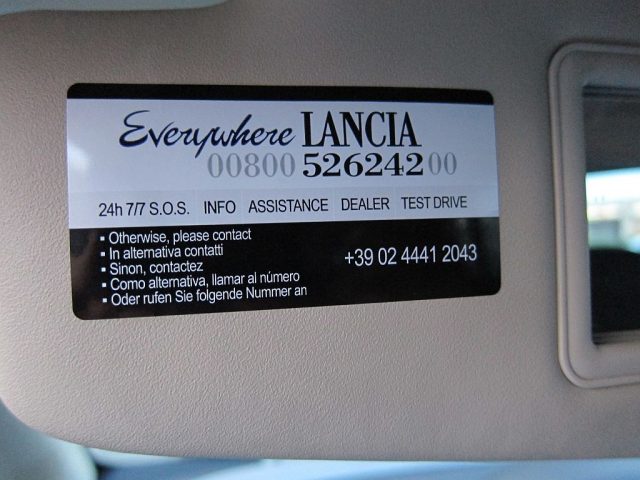 Everywhere LANCIA
00800 526242 00
24h 7/7 S.O.S. INFO ASSISTANCE DEALER TEST DRIVE
▪ Otherwise, please contact
▪ In alternativa contatti
▪ Sinon, contactez
▪ Como alternativa, llamar al número
▪ Oder rufen Sie folgende Nummer an
+39 02 4441 2043